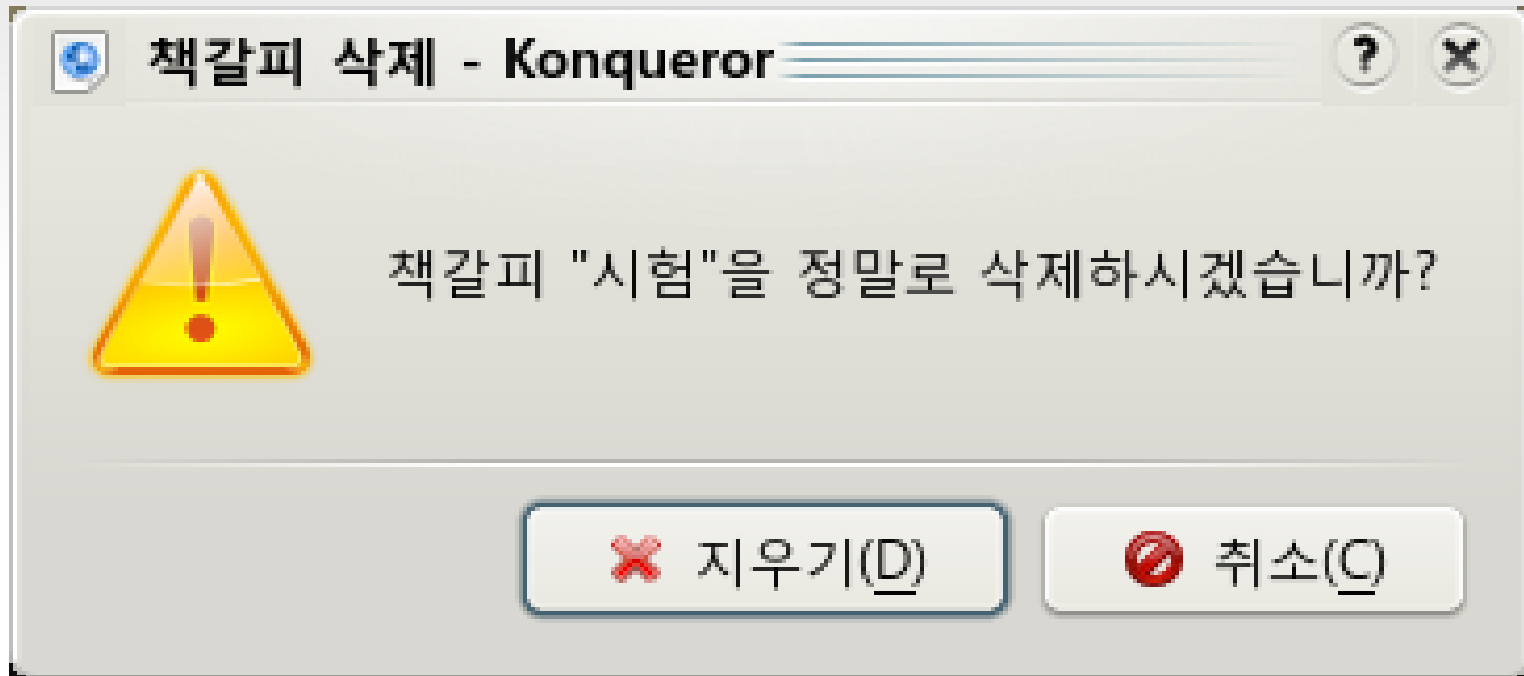 책갈피 삭제 - Konqueror
책갈피 "시험"을 정말로 삭제하시겠습니까?
지우기(D)
취소(C)